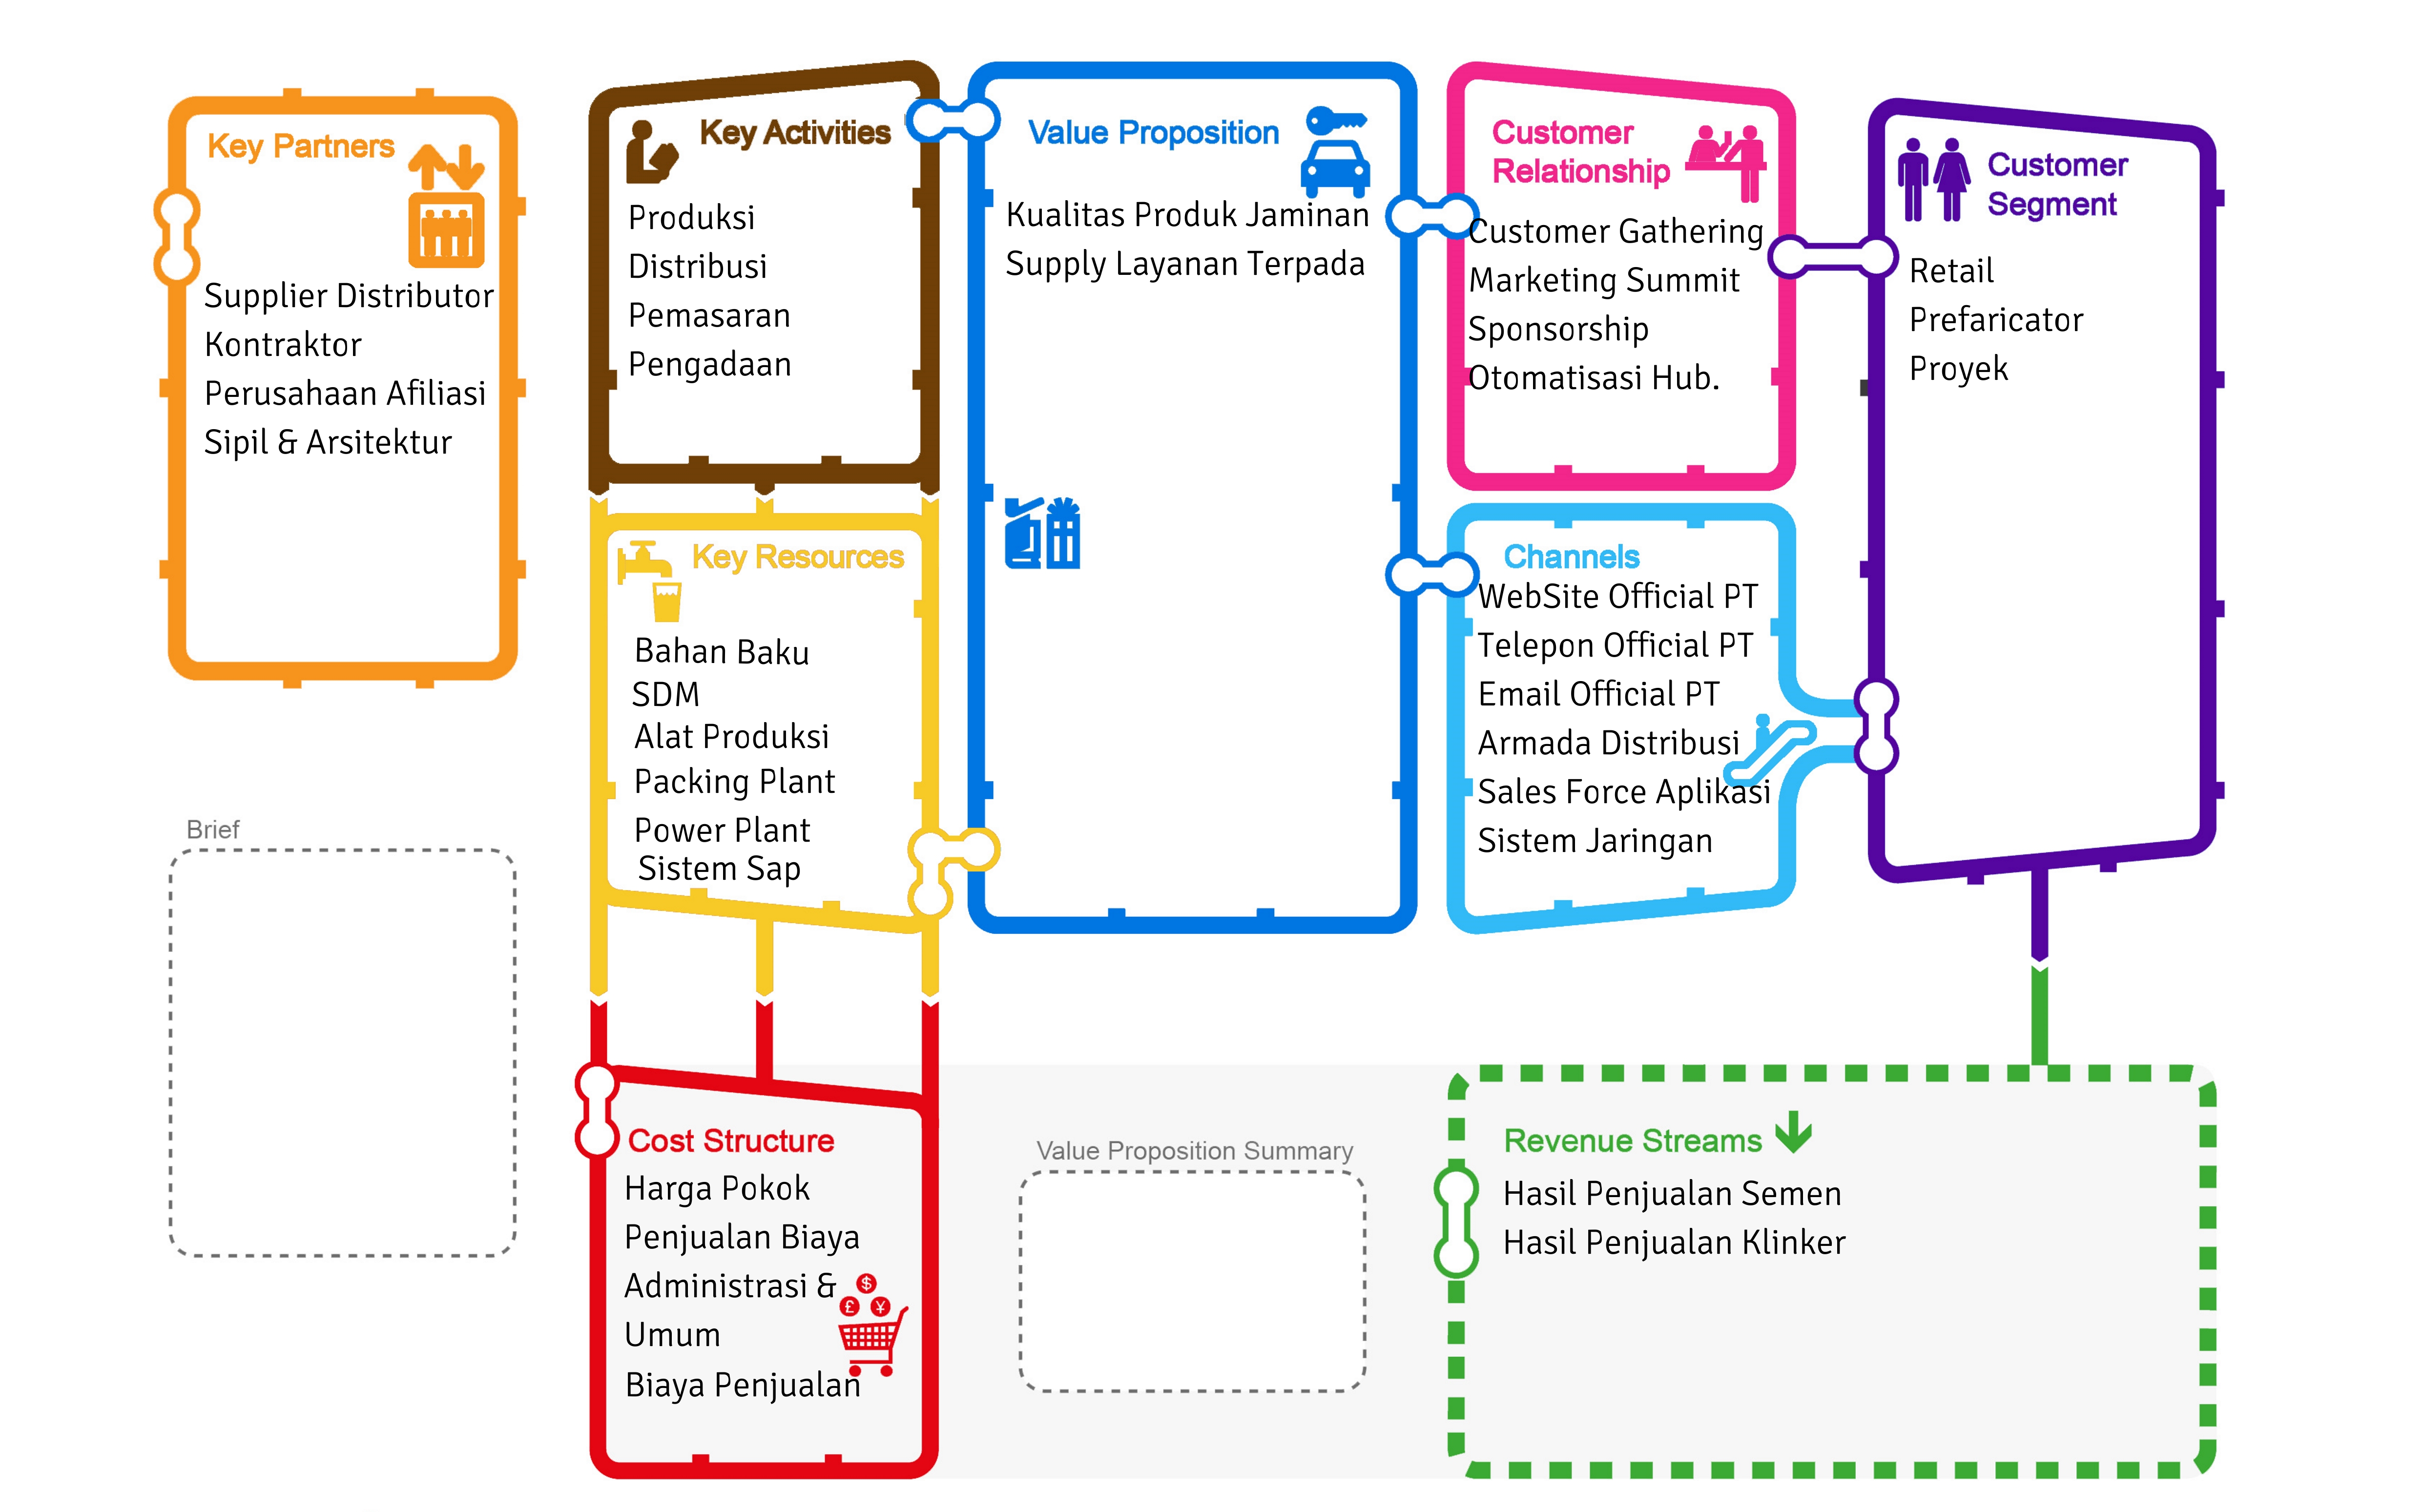 Key Partners
Supplier Distributor
Kontraktor
Perusahaan Afiliasi
Sipil & Arsitektur
Key Activities
Produksi
Distribusi
Pemasaran
Pengadaan
Key Resources
Bahan Baku
SDM
Alat Produksi
Packing Plant
Power Plant
Sistem Sap
Value Proposition
Kualitas Produk Jaminan
Supply Layanan Terpada
Customer
Relationship
Customer Gathering
Marketing Summit
Sponsorship
Otomatisasi Hub.
Channels
WebSite Official PT
Telepon Official PT
Email Official PT
Armada Distribusi
Sales Force Aplikasi
Sistem Jaringan
Customer
Segment
Retail
Prefaricator
Proyek
Brief
Cost Structure
Harga Pokok
Penjualan Biaya
Administrasi &
Umum
Biaya Penjualan
$
£ ¥
Value Proposition Summary
Revenue Streams
Hasil Penjualan Semen
Hasil Penjualan Klinker